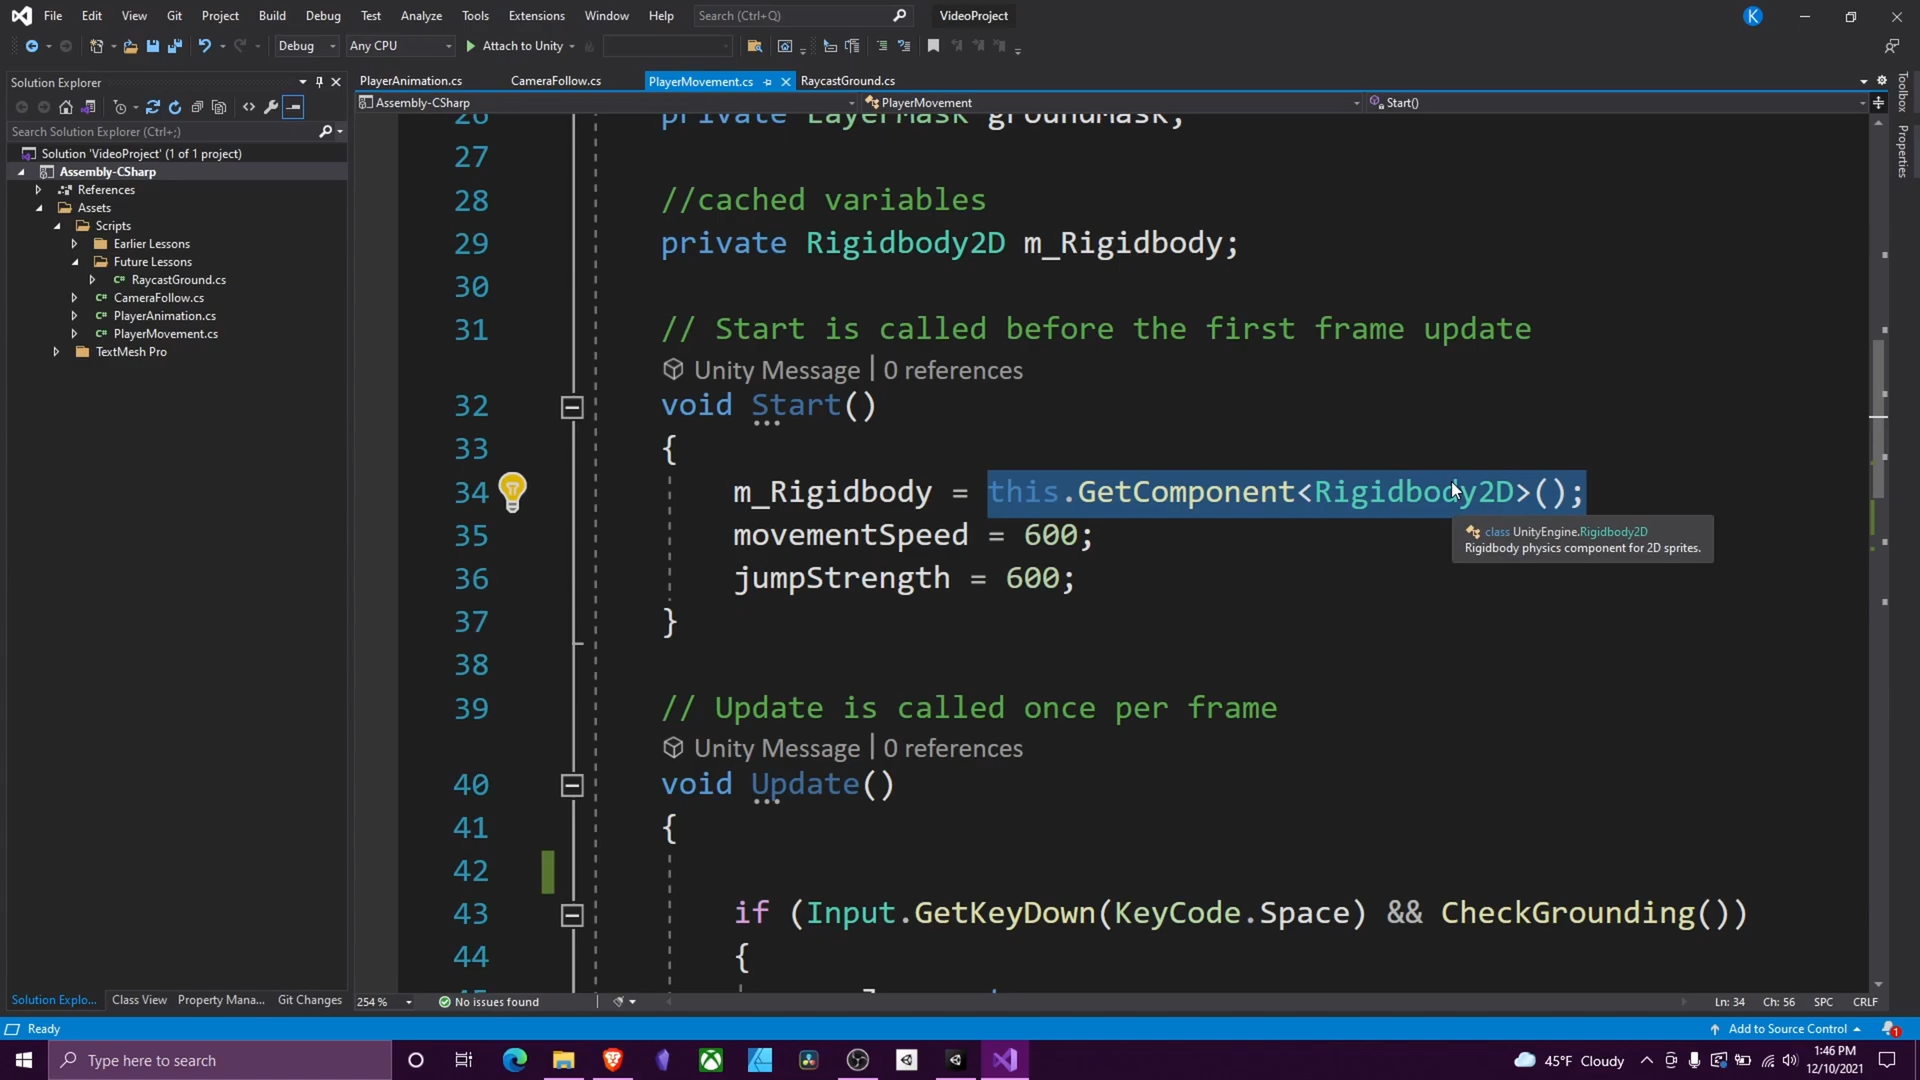 File Edit View Git Project Build Debug Test Analyze Tools Extensions Window Help Search (Ctrl+Q) VideoProject K
Debug Any CPU Attach to Unity
Solution Explorer
Search Solution Explorer (Ctrl+;)
Solution 'VideoProject' (1 of 1 project)
Assembly-CSharp
References
Assets
Scripts
Earlier Lessons
Future Lessons
RaycastGround.cs
CameraFollow.cs
PlayerAnimation.cs
PlayerMovement.cs
TextMesh Pro
Solution Explo... Class View Property Mana... Git Changes
PlayerAnimation.cs CameraFollow.cs PlayerMovement.cs RaycastGround.cs
Assembly-CSharp PlayerMovement Start()
26 private LayerMask groundMask;
27
28 //cached variables
29 private Rigidbody2D m_Rigidbody;
30
31 // Start is called before the first frame update
Unity Message | 0 references
32 void Start()
33 {
34 m_Rigidbody = this.GetComponent<Rigidbody2D>();
35 movementSpeed = 600;
class UnityEngine.Rigidbody2D
Rigidbody physics component for 2D sprites.
36 jumpStrength = 600;
37 }
38
39 // Update is called once per frame
Unity Message | 0 references
40 void Update()
41 {
42
43 if (Input.GetKeyDown(KeyCode.Space) && CheckGrounding())
44 {
254 % No issues found Ln: 34 Ch: 56 SPC CRLF
Toolbox
Properties
Ready Add to Source Control 1
Type here to search 45°F Cloudy 1:46 PM
12/10/2021